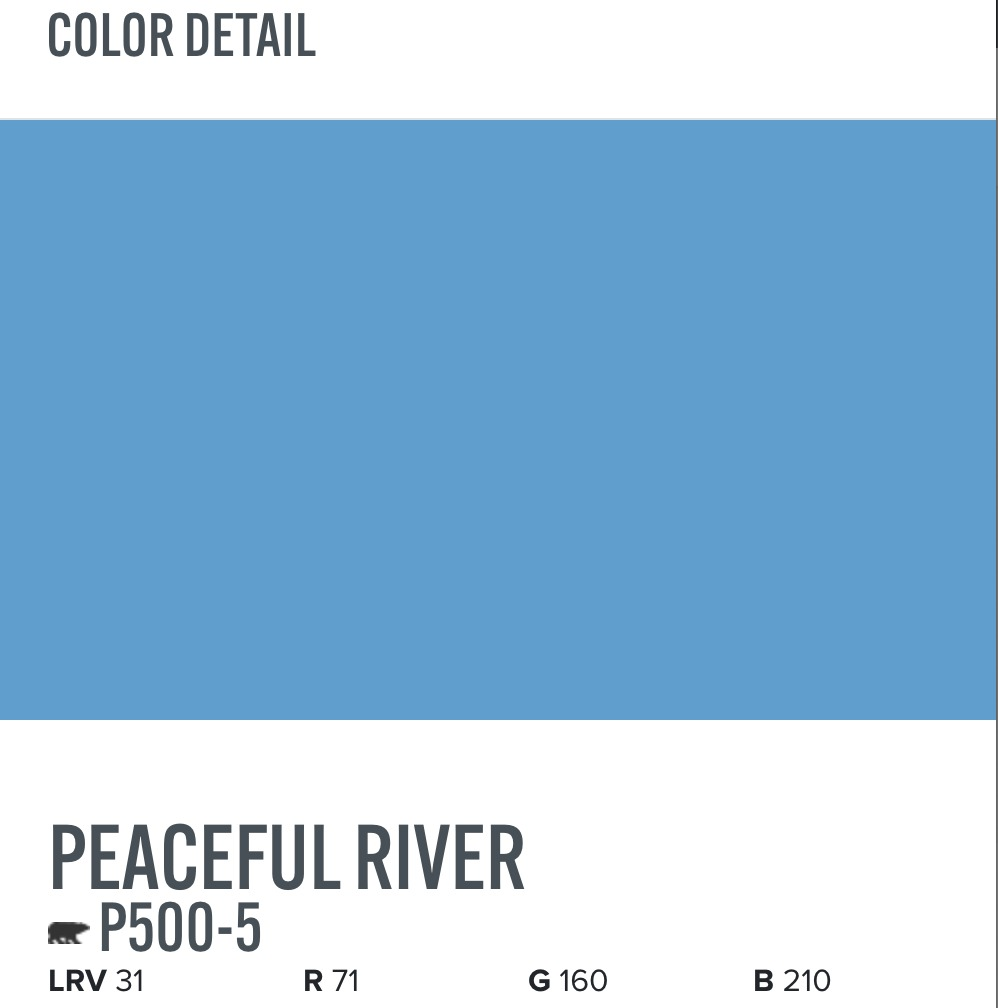 COLOR DETAIL
PEACEFUL RIVER
P500-5
LRV 31 R 71 G 160 B 210